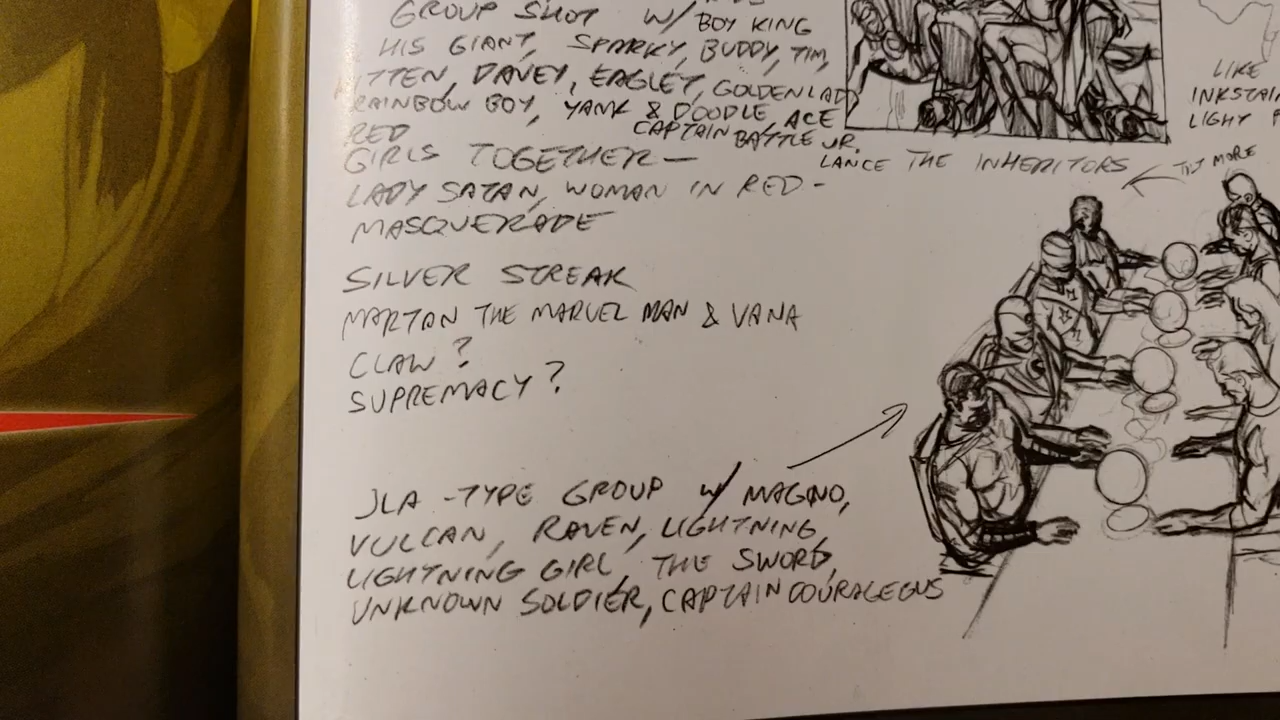 GROUP SHOT W/ BOY KING
HIS GIANT, SPARKY, BUDDY, TIM,
ITTEN, DAVEY, EAGLET, GOLDEN LAD
RAINBOW BOY, YANK & DOODLE, ACE
RED CAPTAIN BATTLE JR.
GIRLS TOGETHER —
LADY SATAN, WOMAN IN RED -
MASQUERADE
SILVER STREAK
MARTAN THE MARVEL MAN & VANA
CLAW?
SUPREMACY?
JLA-TYPE GROUP W/ MAGNO,
VULCAN, RAVEN, LIGHTNING,
LIGHTNING GIRL THE SWORD,
UNKNOWN SOLDIER, CAPTAIN COURAGEOUS
LANCE THE INHERITORS
MORE
LIKE
INKSTAI
LIGHT